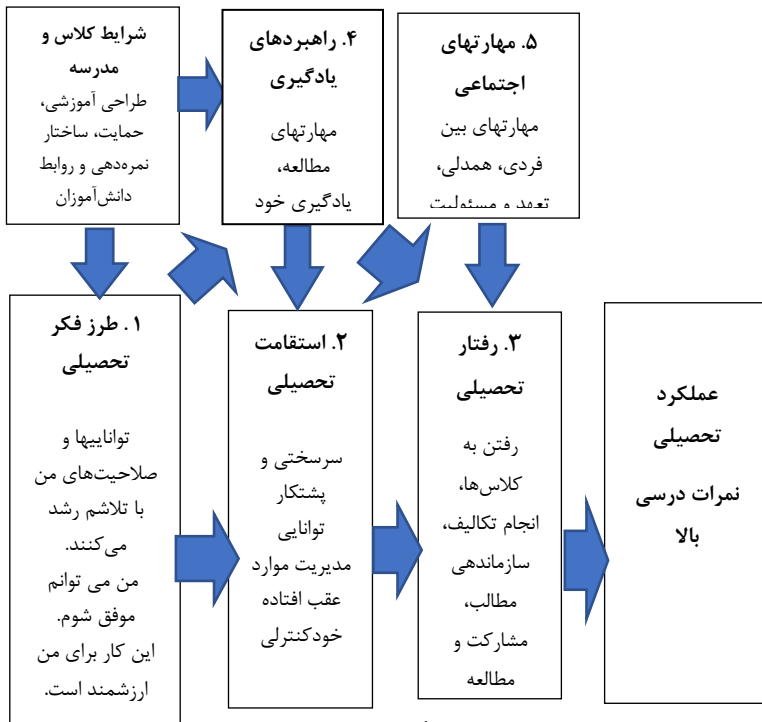 شرایط کلاس و
مدرسه
طراحی آموزشی،
حمایت، ساختار
نمره‌دهی و روابط
دانش‌آموزان
۴. راهبردهای
یادگیری
مهارتهای
مطالعه،
یادگیری خود
۵. مهارتهای
اجتماعی
مهارتهای بین
فردی، همدلی،
تعهد و مسئولیت
۱. طرز فکر
تحصیلی
تواناییها و
صلاحیت‌های من
با تلاشم رشد
می‌کنند.
من می توانم
موفق شوم.
این کار برای من
ارزشمند است.
۲. استقامت
تحصیلی
سرسختی و
پشتکار
توانایی
مدیریت موارد
عقب افتاده
خودکنترلی
۳. رفتار
تحصیلی
رفتن به
کلاس‌ها،
انجام تکالیف،
سازماندهی
مطالب،
مشارکت و
مطالعه
عملکرد
تحصیلی
نمرات درسی
بالا